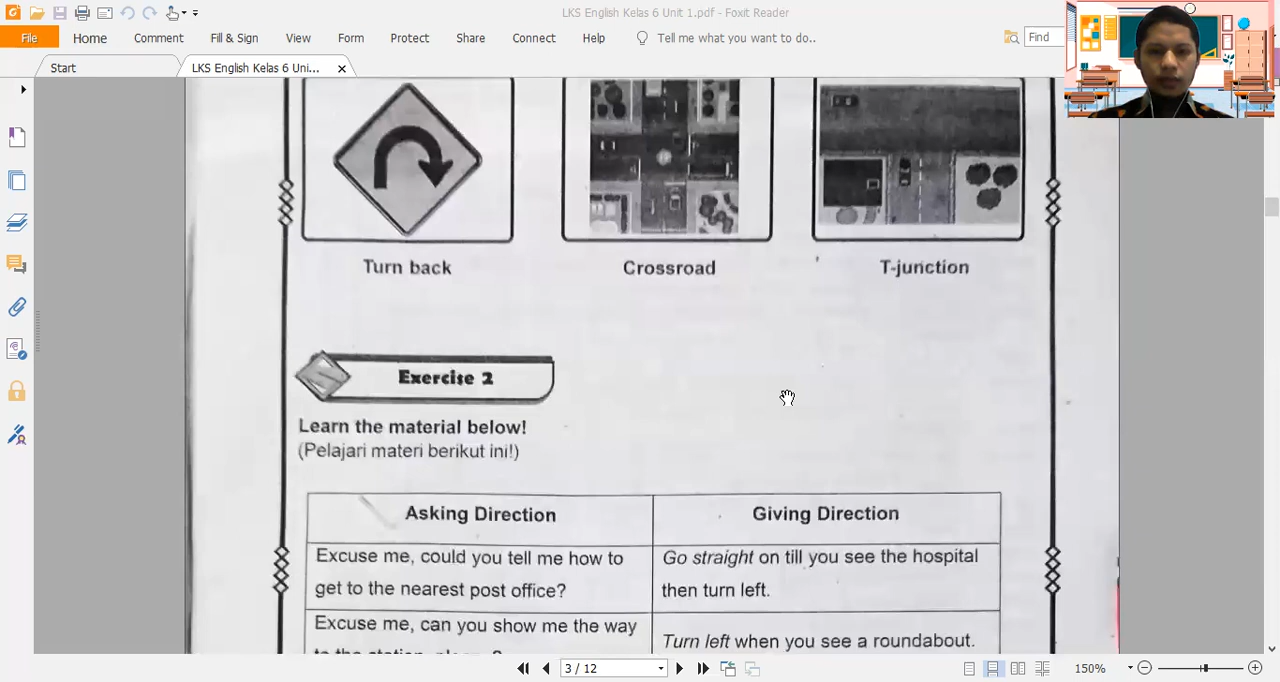 LKS English Kelas 6 Unit 1.pdf - Foxit Reader
File Home Comment Fill & Sign View Form Protect Share Connect Help Tell me what you want to do.. Find
Start LKS English Kelas 6 Uni...
Turn back Crossroad T-junction
Exercise 2
Learn the material below!
(Pelajari materi berikut ini!)
Asking Direction Giving Direction
Excuse me, could you tell me how to
get to the nearest post office?
Go straight on till you see the hospital
then turn left.
Excuse me, can you show me the way
Turn left when you see a roundabout.
3 / 12 150%